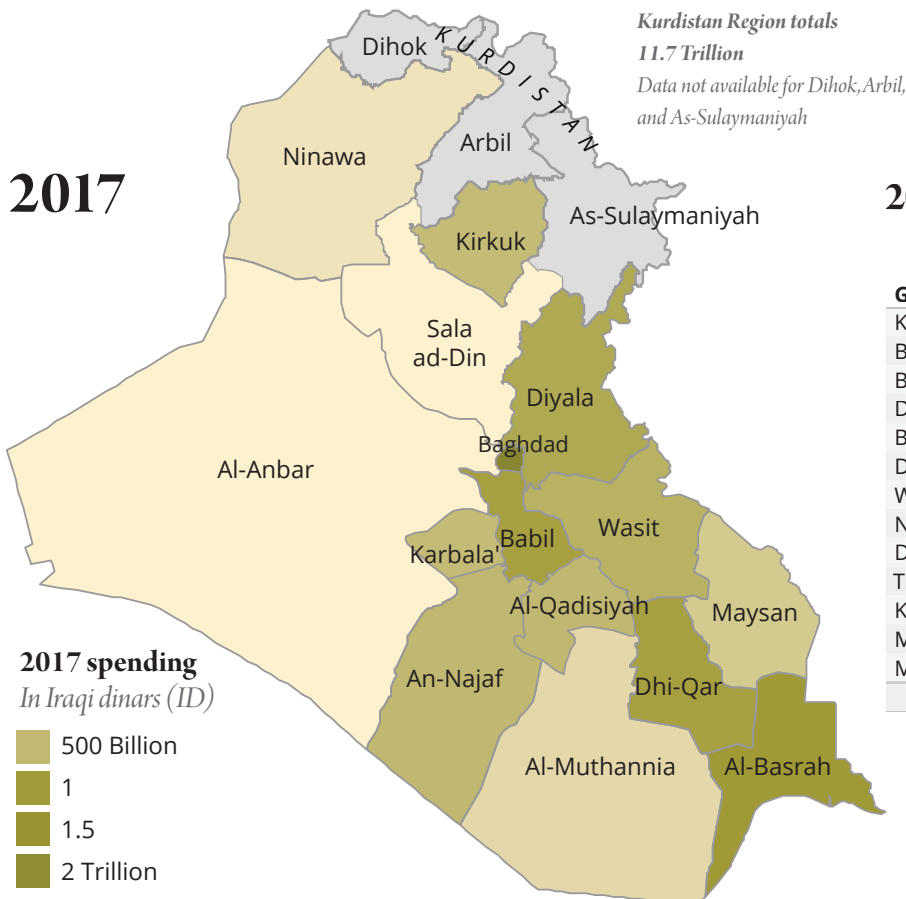 Kurdistan Region totals
11.7 Trillion
Data not available for Dihok, Arbil,
and As-Sulaymaniyah
2017
KURDISTAN
Dihok
Ninawa
Arbil
As-Sulaymaniyah
Kirkuk
Sala
ad-Din
Diyala
Baghdad
Al-Anbar
Wasit
Babil
Karbala'
Al-Qadisiyah
Maysan
An-Najaf
Dhi-Qar
Al-Muthannia
Al-Basrah
2017 spending
In Iraqi dinars (ID)
500 Billion
1
1.5
2 Trillion
2
G
K
B
B
D
B
D
W
N
D
T
K
M
M